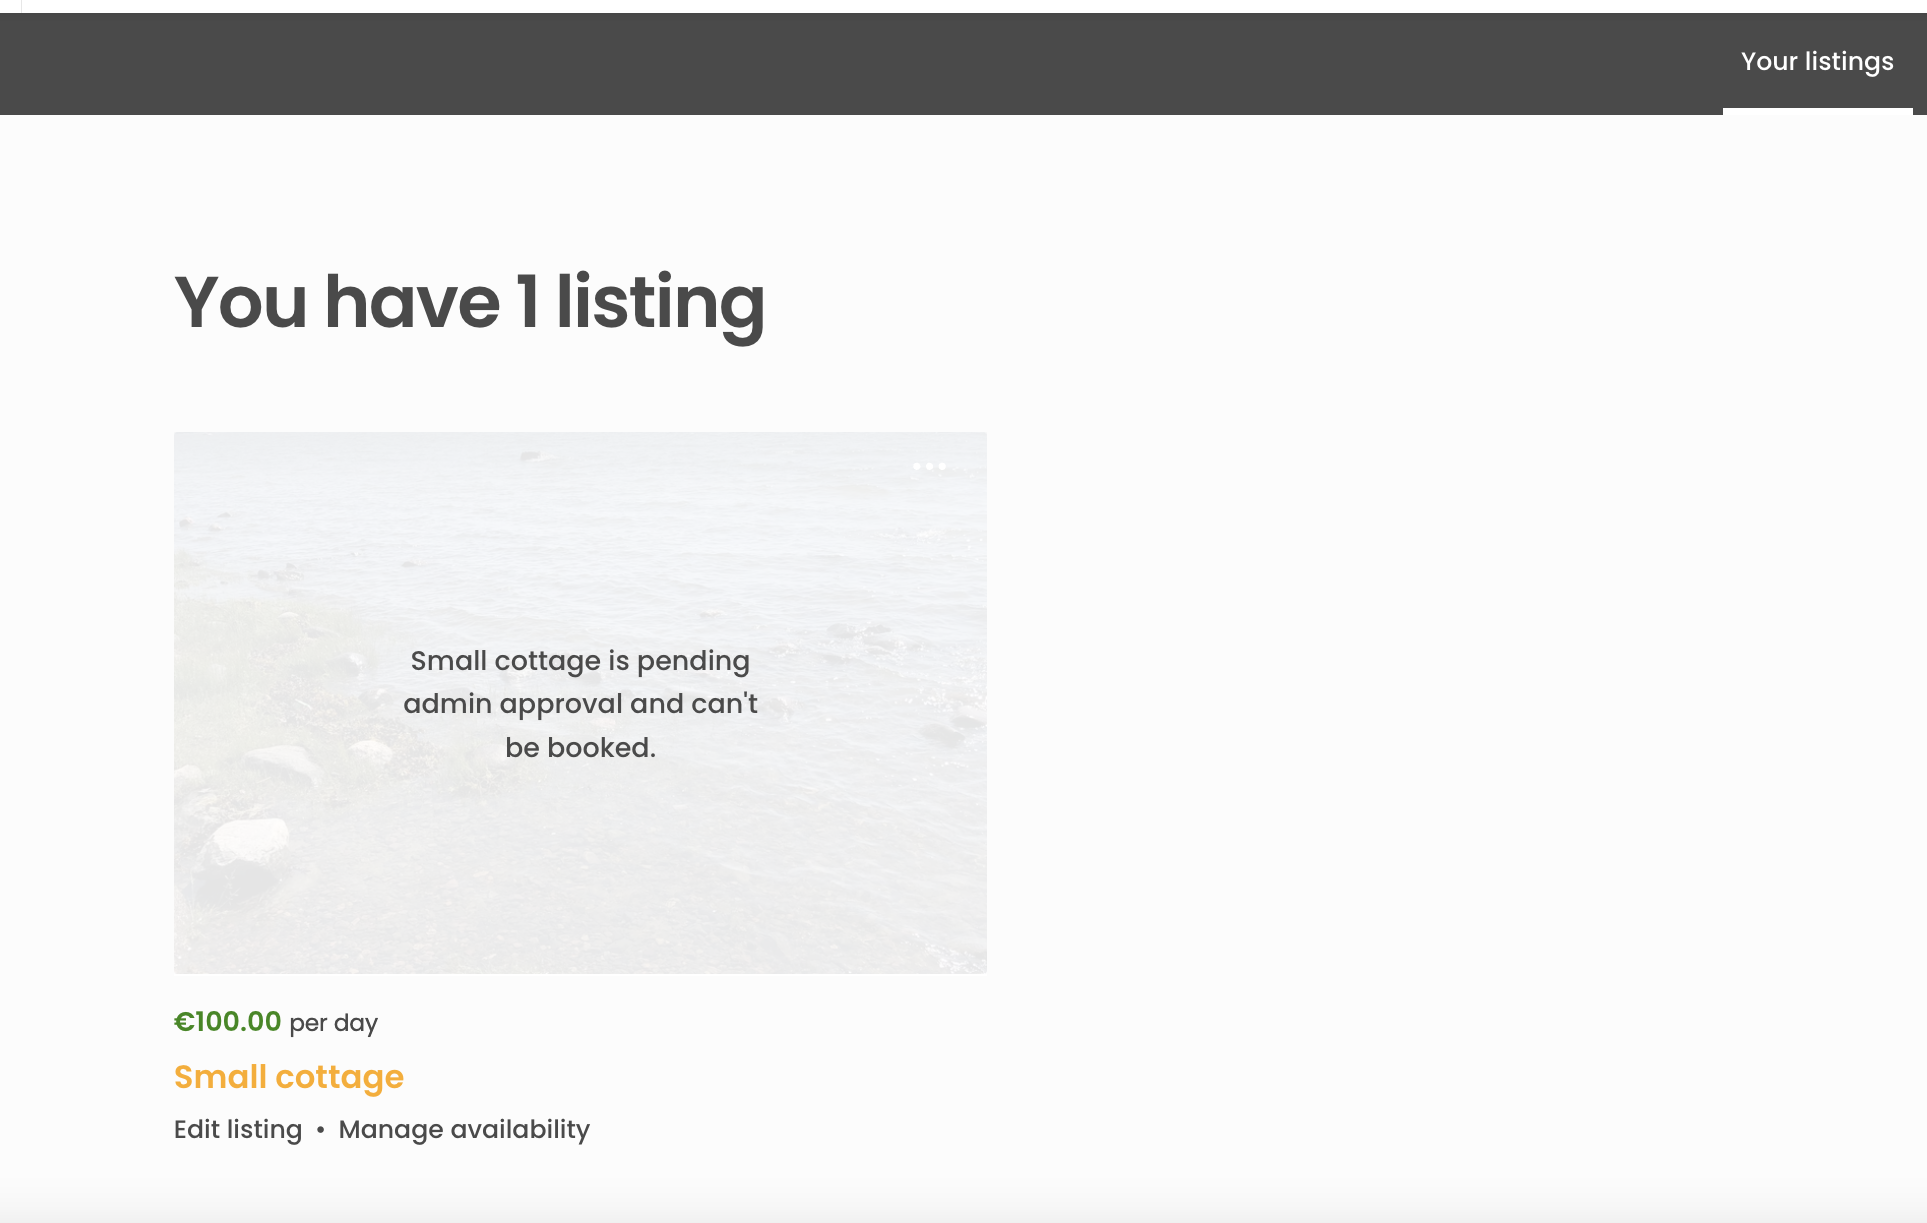 Your listings
You have 1 listing
Small cottage is pending
admin approval and can't
be booked.
€100.00 per day
Small cottage
Edit listing • Manage availability